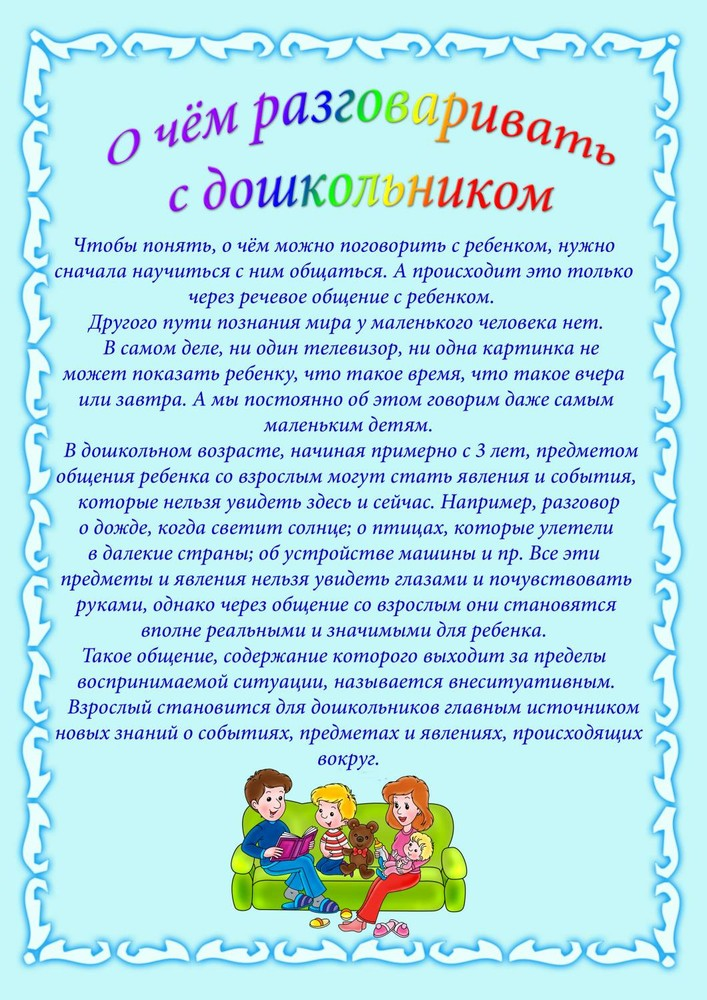 О чём разговаривать
с дошкольником
Чтобы понять, о чём можно поговорить с ребенком, нужно
сначала научиться с ним общаться. А происходит это только
через речевое общение с ребенком.
Другого пути познания мира у маленького человека нет.
В самом деле, ни один телевизор, ни одна картинка не
может показать ребенку, что такое время, что такое вчера
или завтра. А мы постоянно об этом говорим даже самым
маленьким детям.
В дошкольном возрасте, начиная примерно с 3 лет, предметом
общения ребенка со взрослым могут стать явления и события,
которые нельзя увидеть здесь и сейчас. Например, разговор
о дожде, когда светит солнце; о птицах, которые улетели
в далекие страны; об устройстве машины и пр. Все эти
предметы и явления нельзя увидеть глазами и почувствовать
руками, однако через общение со взрослым они становятся
вполне реальными и значимыми для ребенка.
Такое общение, содержание которого выходит за пределы
воспринимаемой ситуации, называется внеситуативным.
Взрослый становится для дошкольников главным источником
новых знаний о событиях, предметах и явлениях, происходящих
вокруг.